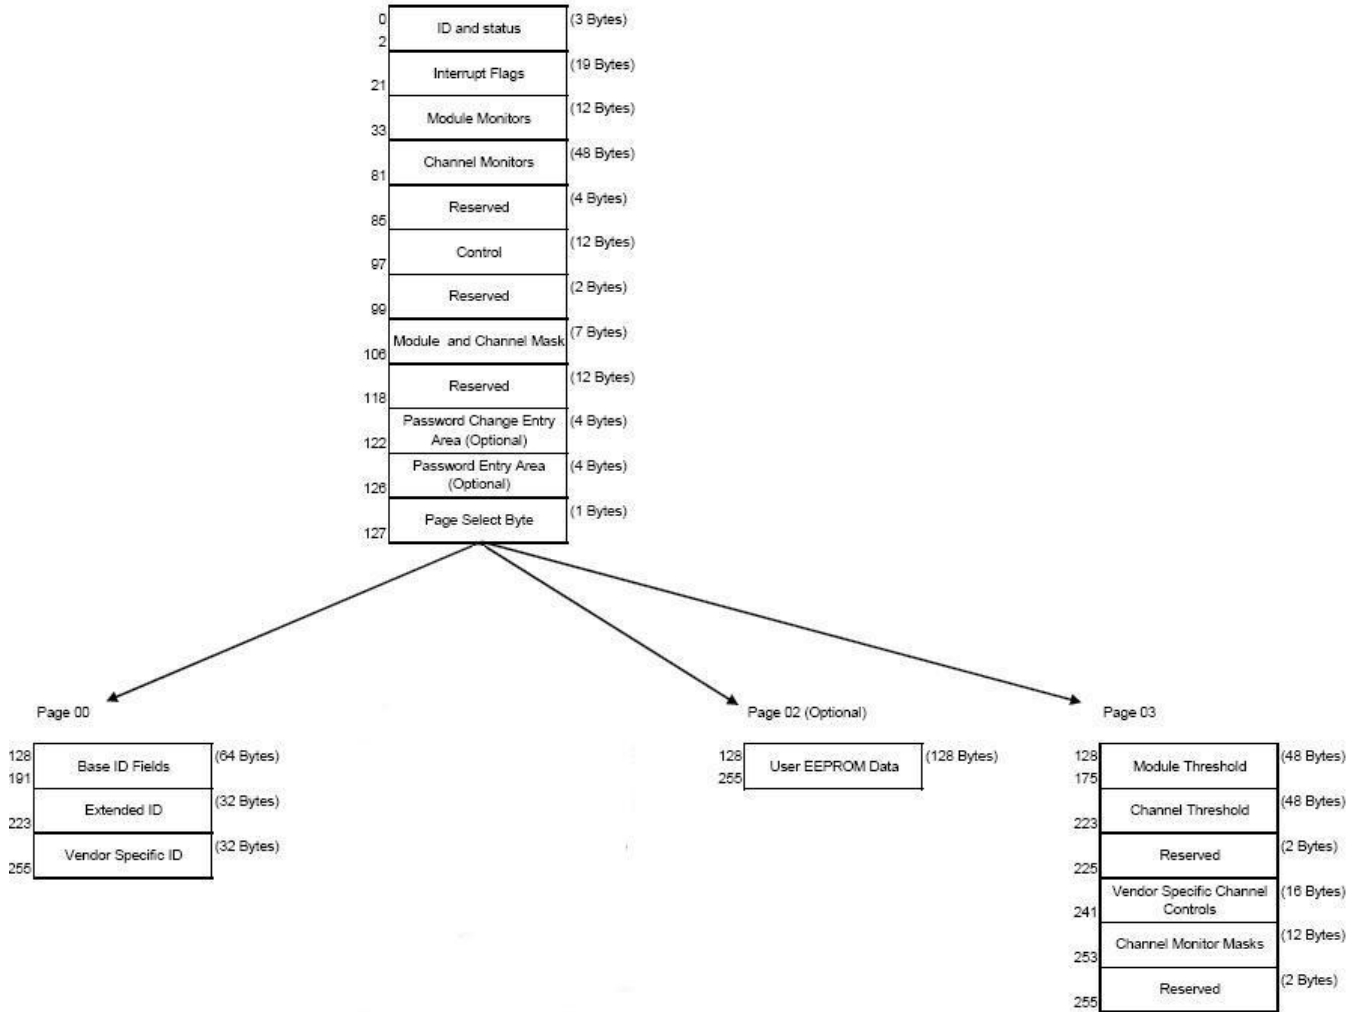 0 ID and status (3 Bytes)
2
Interrupt Flags (19 Bytes)
21
Module Monitors (12 Bytes)
33
Channel Monitors (48 Bytes)
81
Reserved (4 Bytes)
85
Control (12 Bytes)
97
Reserved (2 Bytes)
99
Module and Channel Mask (7 Bytes)
106
Reserved (12 Bytes)
118
Password Change Entry (4 Bytes)
122 Area (Optional)
Password Entry Area (4 Bytes)
126 (Optional)
Page Select Byte (1 Bytes)
127
Page 00
128 Base ID Fields (64 Bytes)
191
Extended ID (32 Bytes)
223
Vendor Specific ID (32 Bytes)
255
Page 02 (Optional)
128 User EEPROM Data (128 Bytes)
255
Page 03
128 Module Threshold (48 Bytes)
175
Channel Threshold (48 Bytes)
223
Reserved (2 Bytes)
225
Vendor Specific Channel (16 Bytes)
241 Controls
Channel Monitor Masks (12 Bytes)
253
Reserved (2 Bytes)
255